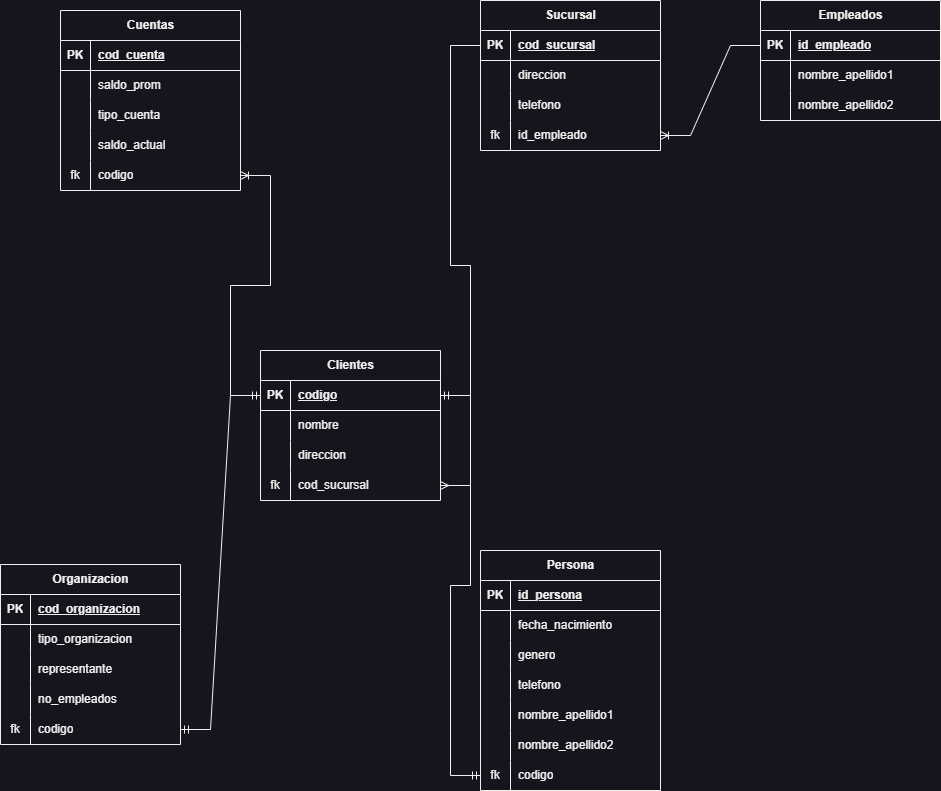 Cuentas
PK cod_cuenta
saldo_prom
tipo_cuenta
saldo_actual
fk codigo
Sucursal
PK cod_sucursal
direccion
telefono
fk id_empleado
Empleados
PK id_empleado
nombre_apellido1
nombre_apellido2
Clientes
PK codigo
nombre
direccion
fk cod_sucursal
Organizacion
PK cod_organizacion
tipo_organizacion
representante
no_empleados
fk codigo
Persona
PK id_persona
fecha_nacimiento
genero
telefono
nombre_apellido1
nombre_apellido2
fk codigo